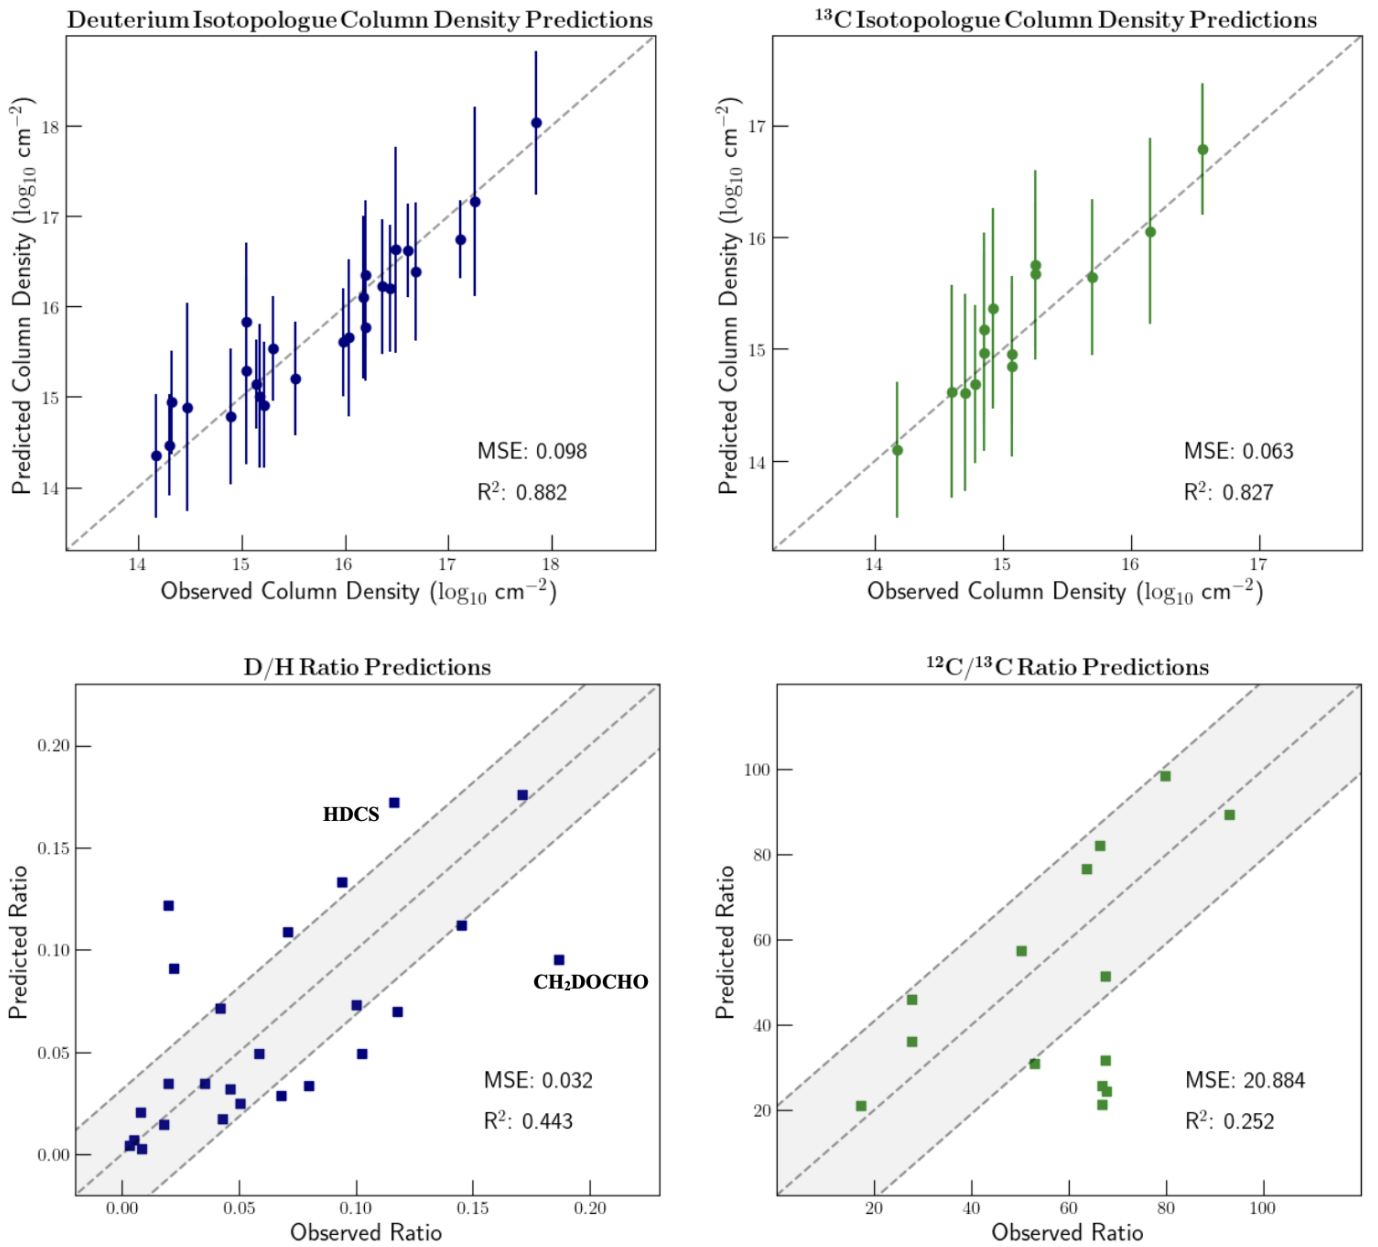 Deuterium Isotopologue Column Density Predictions
Predicted Column Density (log₁₀ cm⁻²)
18
17
16
15
14
MSE: 0.098
R²: 0.882
14 15 16 17 18
Observed Column Density (log₁₀ cm⁻²)
¹³C Isotopologue Column Density Predictions
Predicted Column Density (log₁₀ cm⁻²)
17
16
15
14
MSE: 0.063
R²: 0.827
14 15 16 17
Observed Column Density (log₁₀ cm⁻²)
D/H Ratio Predictions
Predicted Ratio
0.20
0.15
0.10
0.05
0.00
HDCS
CH₂DOCHO
MSE: 0.032
R²: 0.443
0.00 0.05 0.10 0.15 0.20
Observed Ratio
¹²C/¹³C Ratio Predictions
Predicted Ratio
100
80
60
40
20
MSE: 20.884
R²: 0.252
20 40 60 80 100
Observed Ratio